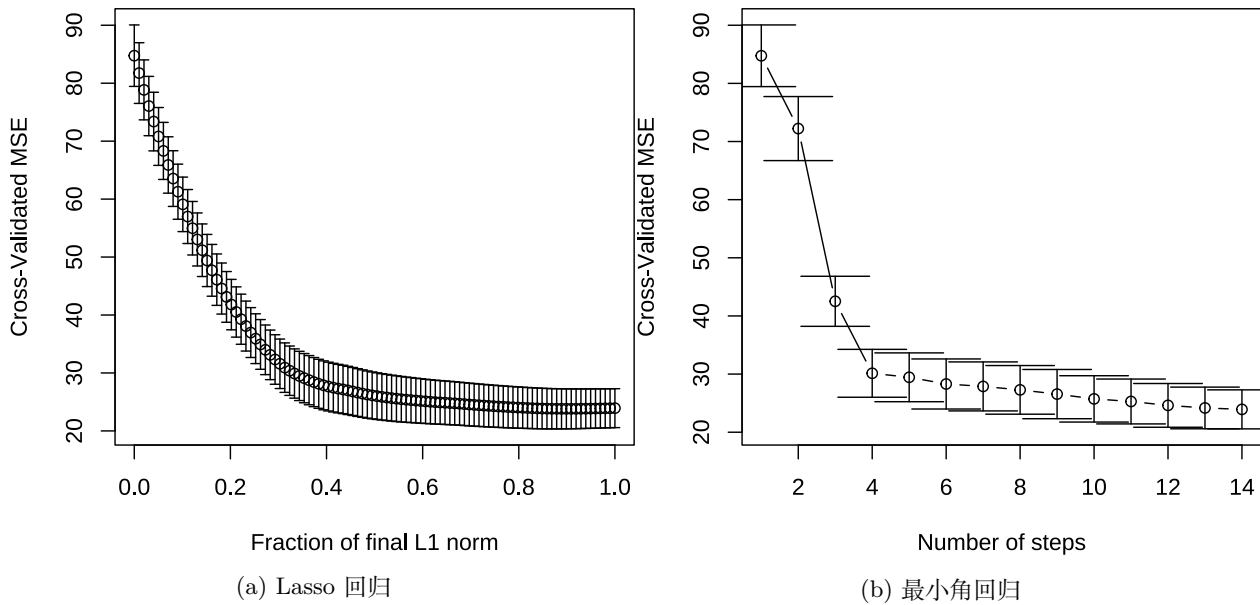 90
80
70
60
50
40
30
20
Cross-Validated MSE
0.0 0.2 0.4 0.6 0.8 1.0
Fraction of final L1 norm
(a) Lasso 回归
90
80
70
60
50
40
30
20
Cross-Validated MSE
2 4 6 8 10 12 14
Number of steps
(b) 最小角回归